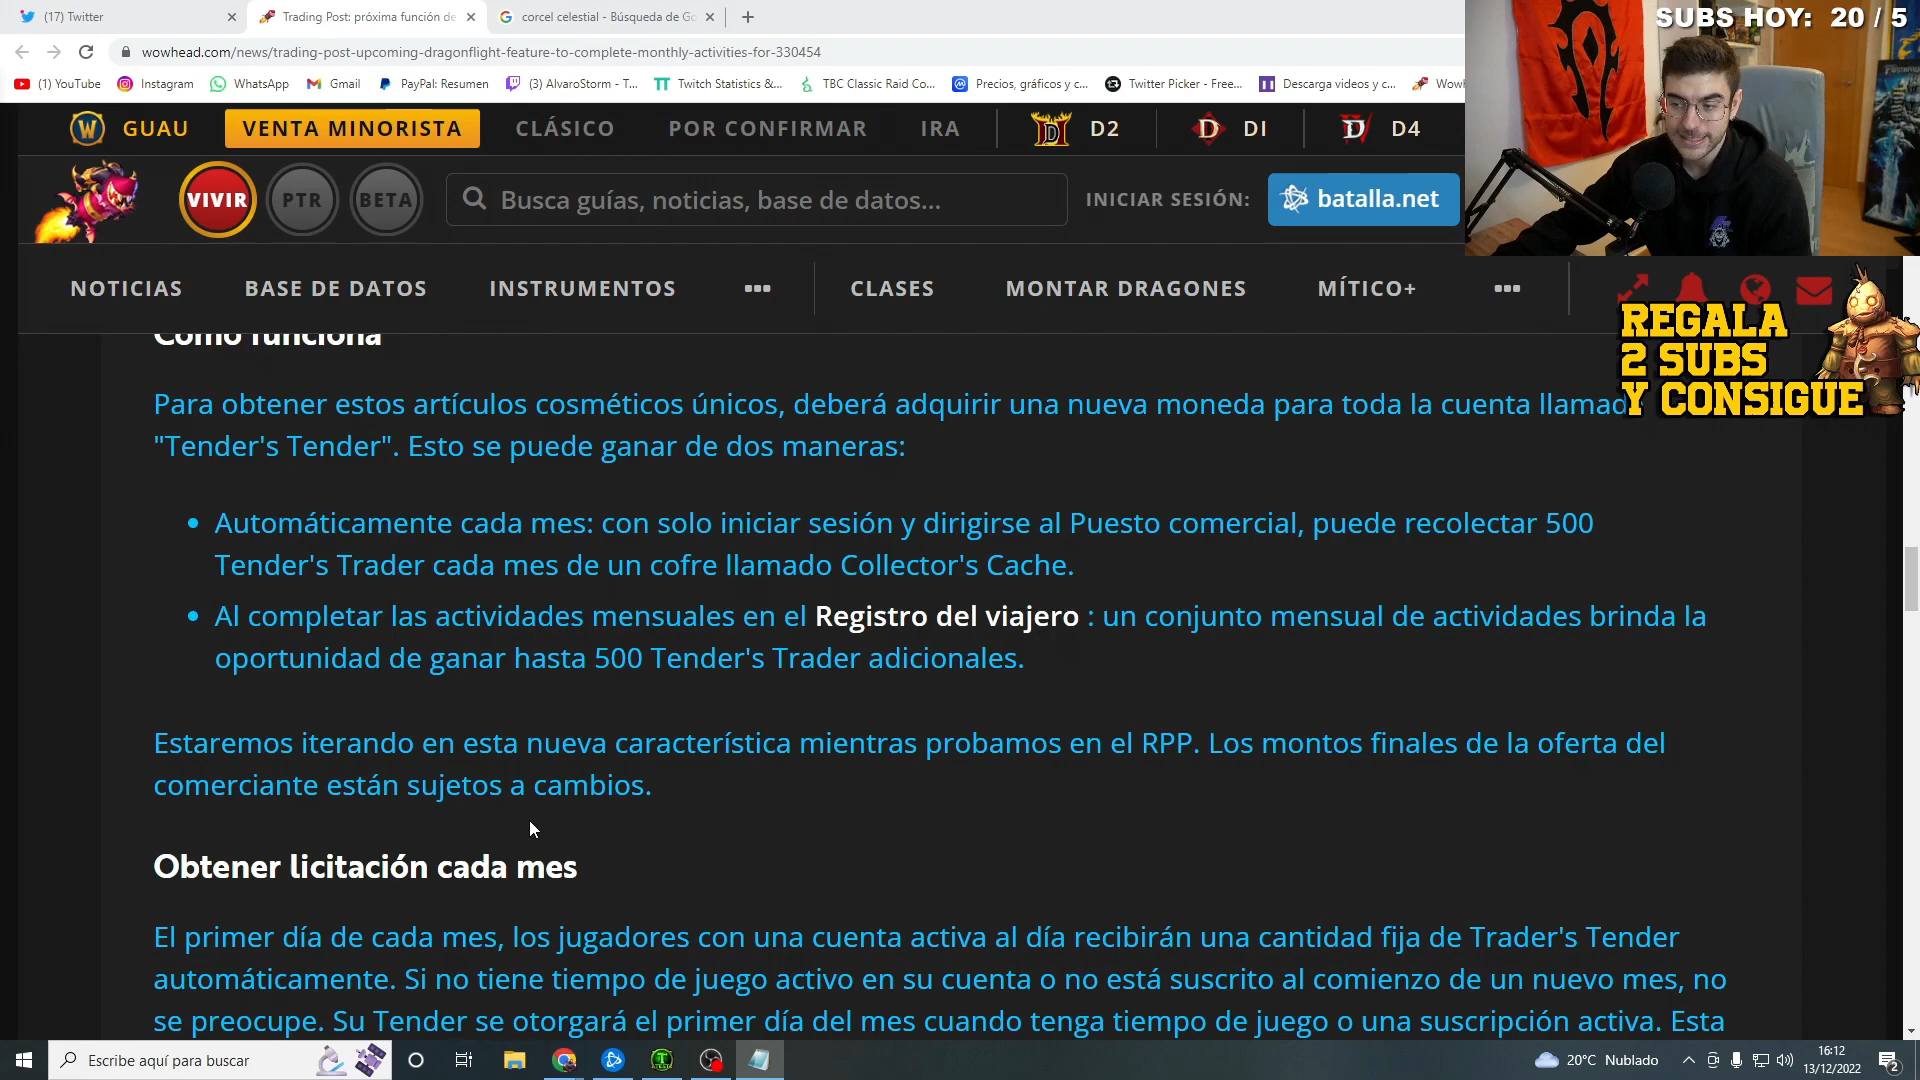 (17) Twitter
Trading Post: próxima función de
corcel celestial - Búsqueda de Go
SUBS HOY: 20 / 5
wowhead.com/news/trading-post-upcoming-dragonflight-feature-to-complete-monthly-activities-for-330454
(1) YouTube
Instagram
WhatsApp
Gmail
PayPal: Resumen
(3) AlvaroStorm - T...
Twitch Statistics &...
TBC Classic Raid Co...
Precios, gráficos y c...
Twitter Picker - Free...
Descarga videos y c...
Wow
GUAU
VENTA MINORISTA
CLÁSICO
POR CONFIRMAR
IRA
D2
DI
D4
VIVIR
PTR
BETA
Busca guías, noticias, base de datos...
INICIAR SESIÓN:
batalla.net
NOTICIAS
BASE DE DATOS
INSTRUMENTOS
CLASES
MONTAR DRAGONES
MÍTICO+
REGALA
2 SUBS
Y CONSIGUE
Cómo funciona
Para obtener estos artículos cosméticos únicos, deberá adquirir una nueva moneda para toda la cuenta llamad
"Tender's Tender". Esto se puede ganar de dos maneras:
• Automáticamente cada mes: con solo iniciar sesión y dirigirse al Puesto comercial, puede recolectar 500
Tender's Trader cada mes de un cofre llamado Collector's Cache.
• Al completar las actividades mensuales en el Registro del viajero : un conjunto mensual de actividades brinda la
oportunidad de ganar hasta 500 Tender's Trader adicionales.
Estaremos iterando en esta nueva característica mientras probamos en el RPP. Los montos finales de la oferta del
comerciante están sujetos a cambios.
Obtener licitación cada mes
El primer día de cada mes, los jugadores con una cuenta activa al día recibirán una cantidad fija de Trader's Tender
automáticamente. Si no tiene tiempo de juego activo en su cuenta o no está suscrito al comienzo de un nuevo mes, no
se preocupe. Su Tender se otorgará el primer día del mes cuando tenga tiempo de juego o una suscripción activa. Esta
Escribe aquí para buscar
20°C Nublado
16:12
13/12/2022
2